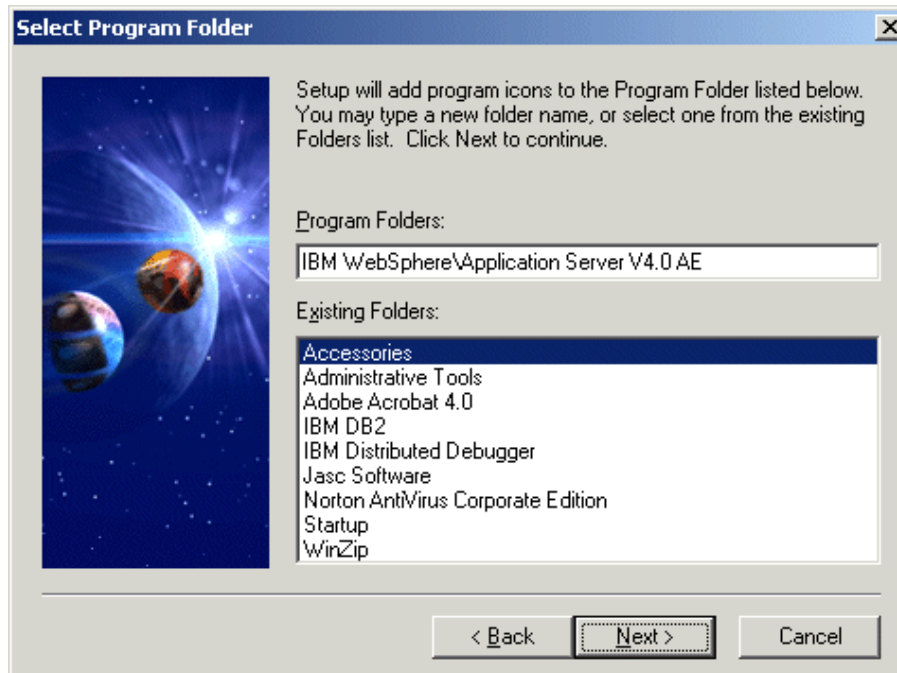 Select Program Folder
Setup will add program icons to the Program Folder listed below.
You may type a new folder name, or select one from the existing
Folders list. Click Next to continue.
Program Folders:
IBM WebSphere\Application Server V4.0 AE
Existing Folders:
Accessories
Administrative Tools
Adobe Acrobat 4.0
IBM DB2
IBM Distributed Debugger
Jasc Software
Norton AntiVirus Corporate Edition
Startup
WinZip
< Back Next > Cancel